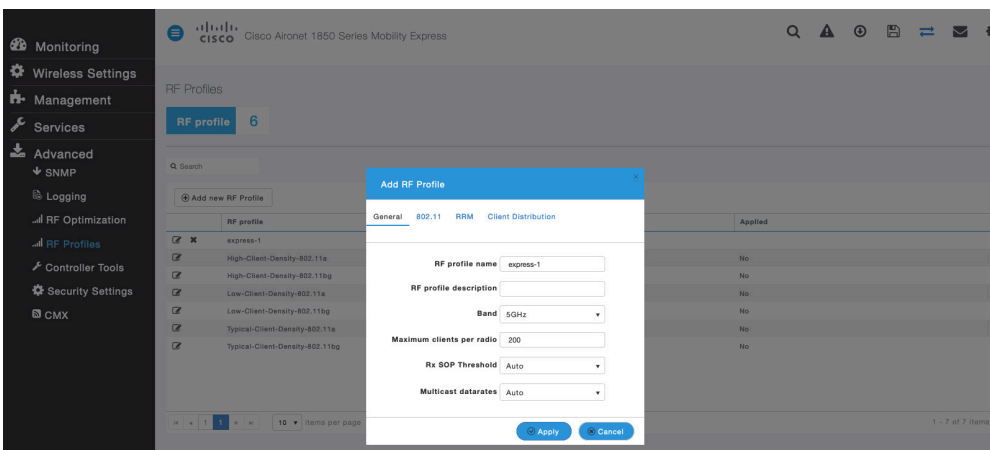 Monitoring
Wireless Settings
Management
Services
Advanced
SNMP
Logging
RF Optimization
RF Profiles
Controller Tools
Security Settings
CMX
CISCO Cisco Aironet 1850 Series Mobility Express
RF Profiles
RF profile 6
Search
Add new RF Profile
RF profile Applied
express-1
High-Client-Density-802.11a No
High-Client-Density-802.11bg No
Low-Client-Density-802.11a No
Low-Client-Density-802.11bg No
Typical-Client-Density-802.11a No
Typical-Client-Density-802.11bg No
1 1 10 items per page
1 - 7 of 7 items
Add RF Profile
General 802.11 RRM Client Distribution
RF profile name express-1
RF profile description
Band 5GHz
Maximum clients per radio 200
Rx SOP Threshold Auto
Multicast datarates Auto
Apply Cancel